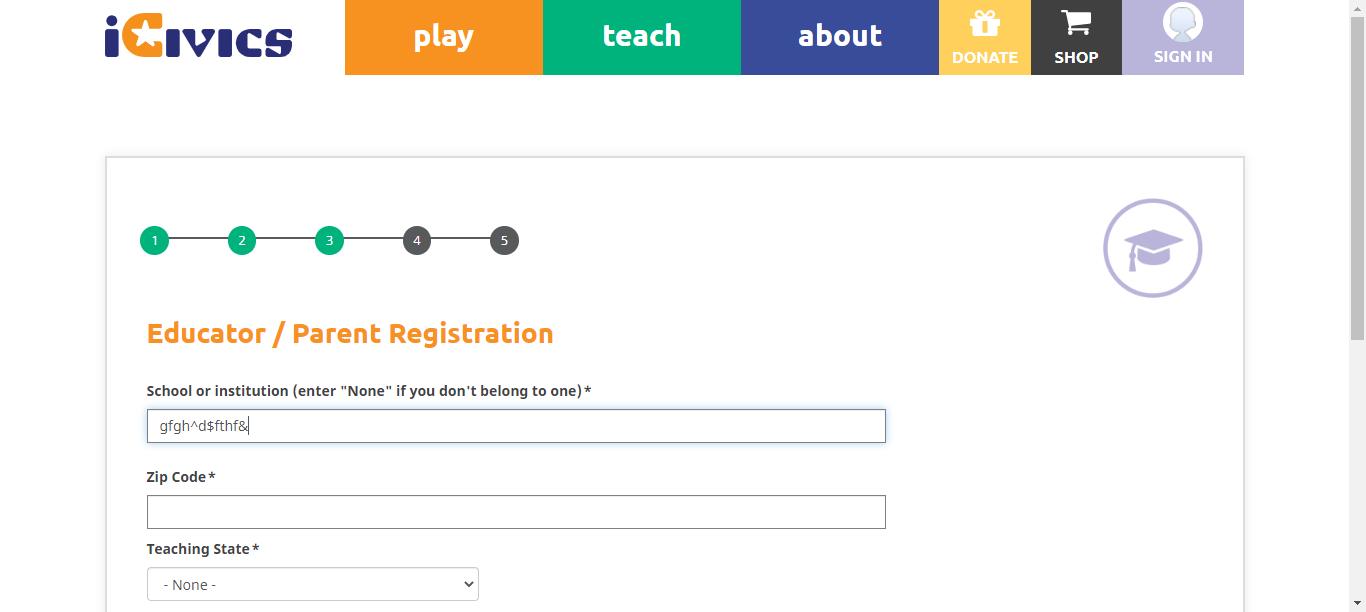 iCivics
play
teach
about
DONATE
SHOP
SIGN IN
1 2 3 4 5
Educator / Parent Registration
School or institution (enter "None" if you don't belong to one)*
gfgh^d$fthf&
Zip Code*
Teaching State*
- None -